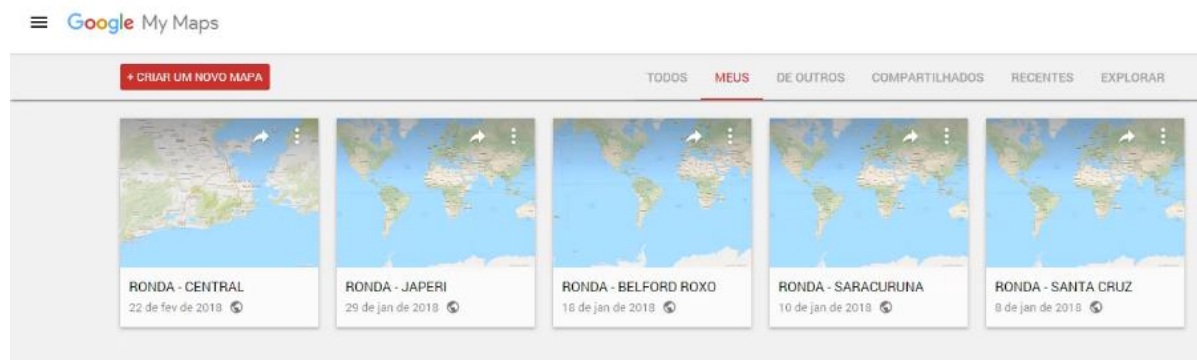 Google My Maps
+ CRIAR UM NOVO MAPA
TODOS MEUS DE OUTROS COMPARTILHADOS RECENTES EXPLORAR
RONDA - CENTRAL
22 de fev de 2018
RONDA - JAPERI
29 de jan de 2018
RONDA - BELFORD ROXO
18 de jan de 2018
RONDA - SARACURUNA
10 de jan de 2018
RONDA - SANTA CRUZ
8 de jan de 2018